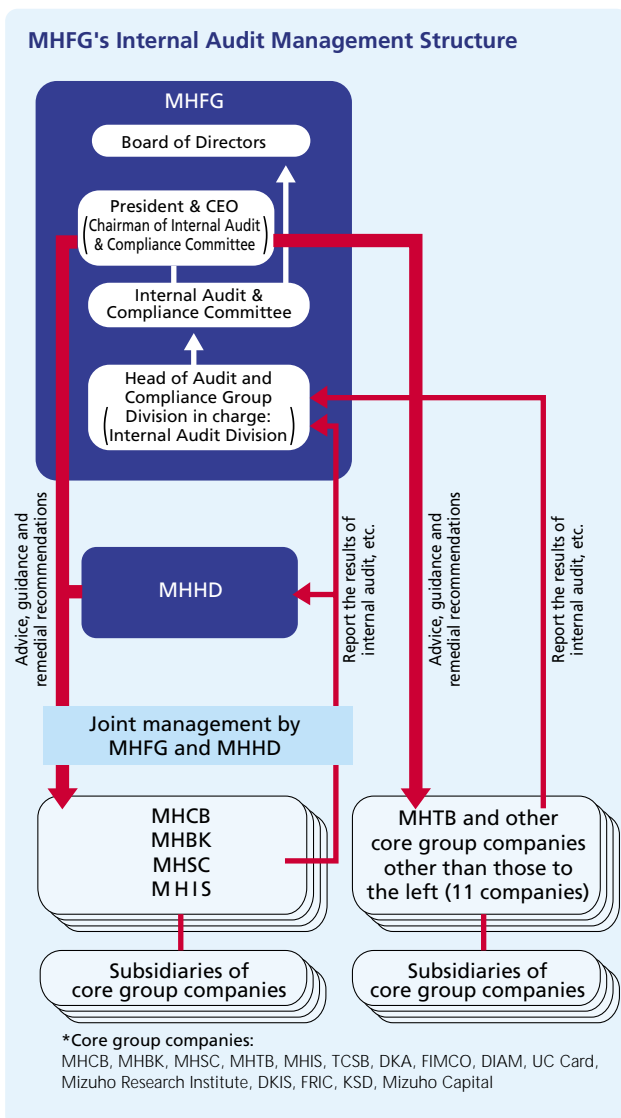 MHFG's Internal Audit Management Structure
MHFG
Board of Directors
President & CEO
(Chairman of Internal Audit
& Compliance Committee)
Internal Audit &
Compliance Committee
Head of Audit and
Compliance Group
(Division in charge:
Internal Audit Division)
MHHD
Advice, guidance and
remedial recommendations
Report the results of
internal audit, etc.
Advice, guidance and
remedial recommendations
Report the results of
internal audit, etc.
Joint management by
MHFG and MHHD
MHCB
MHBK
MHSC
MHIS
MHTB and other
core group companies
other than those to
the left (11 companies)
Subsidiaries of
core group companies
Subsidiaries of
core group companies
*Core group companies:
MHCB, MHBK, MHSC, MHTB, MHIS, TCSB, DKA, FIMCO, DIAM, UC Card,
Mizuho Research Institute, DKIS, FRIC, KSD, Mizuho Capital